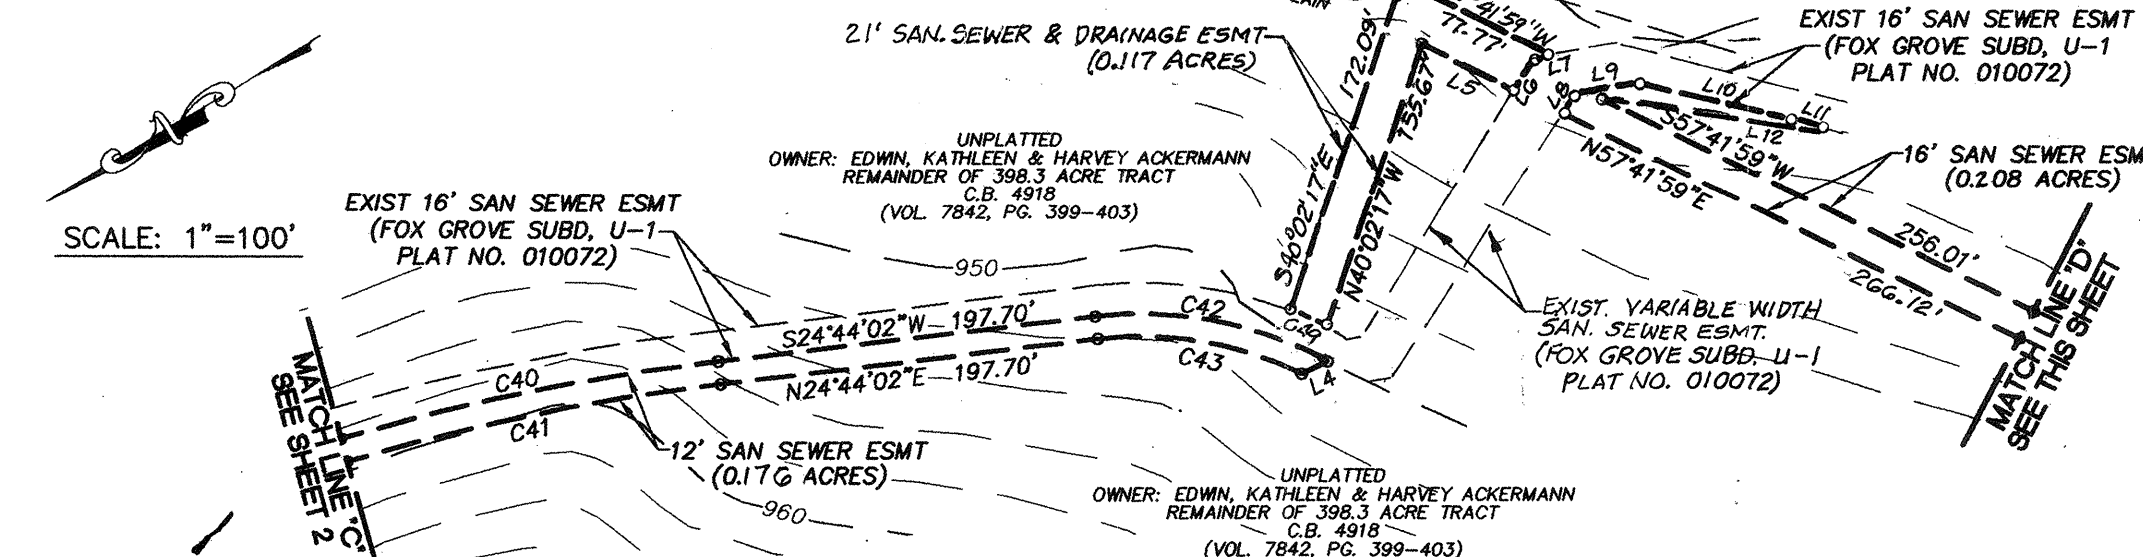 41'59"W
77.77'
21' SAN. SEWER & DRAINAGE ESMT
(0.117 ACRES)
172.09'
S40°02'17"E
155.67'
N40°02'17"W
L5
L6
L7
L8
L9
L10
L11
L12
EXIST 16' SAN SEWER ESMT
(FOX GROVE SUBD, U-1
PLAT NO. 010072)
S57°41'59"W
N57°41'59"E
16' SAN SEWER ESM
(0.208 ACRES)
256.01'
266.12'
MATCH LINE "D"
SEE THIS SHEET
N
SCALE: 1"=100'
UNPLATTED
OWNER: EDWIN, KATHLEEN & HARVEY ACKERMANN
REMAINDER OF 398.3 ACRE TRACT
C.B. 4918
(VOL. 7842, PG. 399-403)
EXIST 16' SAN SEWER ESMT
(FOX GROVE SUBD, U-1
PLAT NO. 010072)
950
S24°44'02"W 197.70'
N24°44'02"E 197.70'
C40
C41
C42
C43
L4
EXIST. VARIABLE WIDTH
SAN. SEWER ESMT.
(FOX GROVE SUBD. U-1
PLAT NO. 010072)
MATCH LINE "C"
SEE SHEET 2
12' SAN SEWER ESMT
(0.176 ACRES)
960
UNPLATTED
OWNER: EDWIN, KATHLEEN & HARVEY ACKERMANN
REMAINDER OF 398.3 ACRE TRACT
C.B. 4918
(VOL. 7842, PG. 399-403)